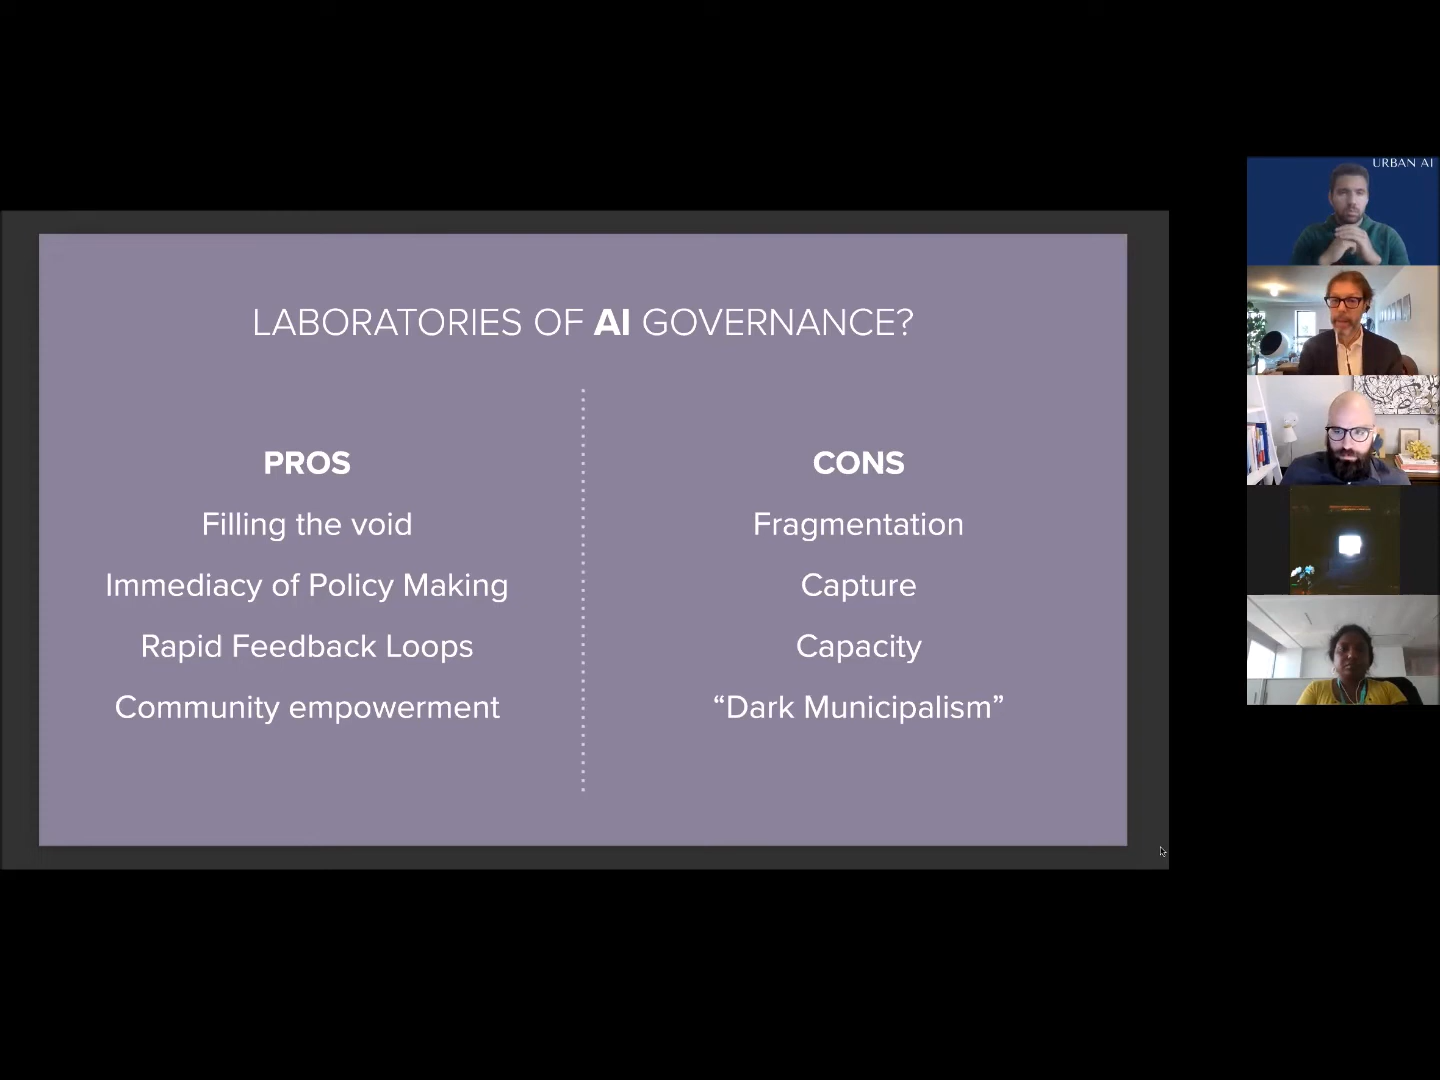 URBAN AI
LABORATORIES OF AI GOVERNANCE?
PROS
Filling the void
Immediacy of Policy Making
Rapid Feedback Loops
Community empowerment
CONS
Fragmentation
Capture
Capacity
“Dark Municipalism”